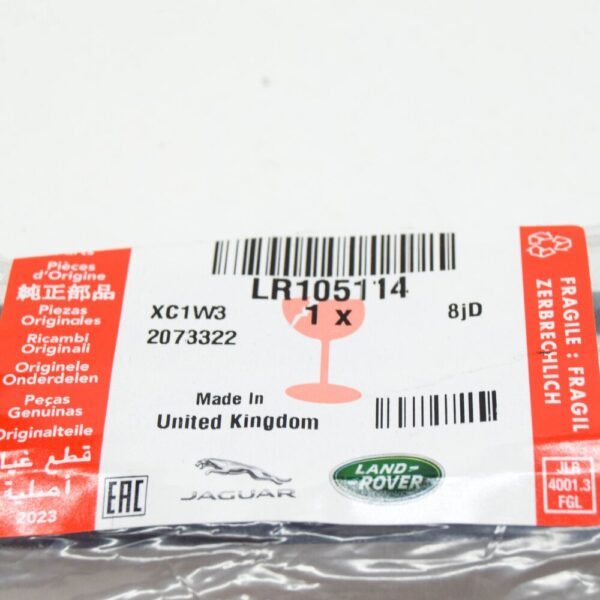 Pièces
d'Origine
純正部品
Piezas
Originales
Ricambi
Originali
Originele
Onderdelen
Peças
Genuinas
Originalteile
قطع غيار
أصلية
2023
LR105114
XC1W3
1 x
8jD
2073322
Made In
United Kingdom
EAC
JAGUAR
LAND-
ROVER
FRAGILE : FRAGIL
ZERBRECHLICH
JLR
4001.3
FGL